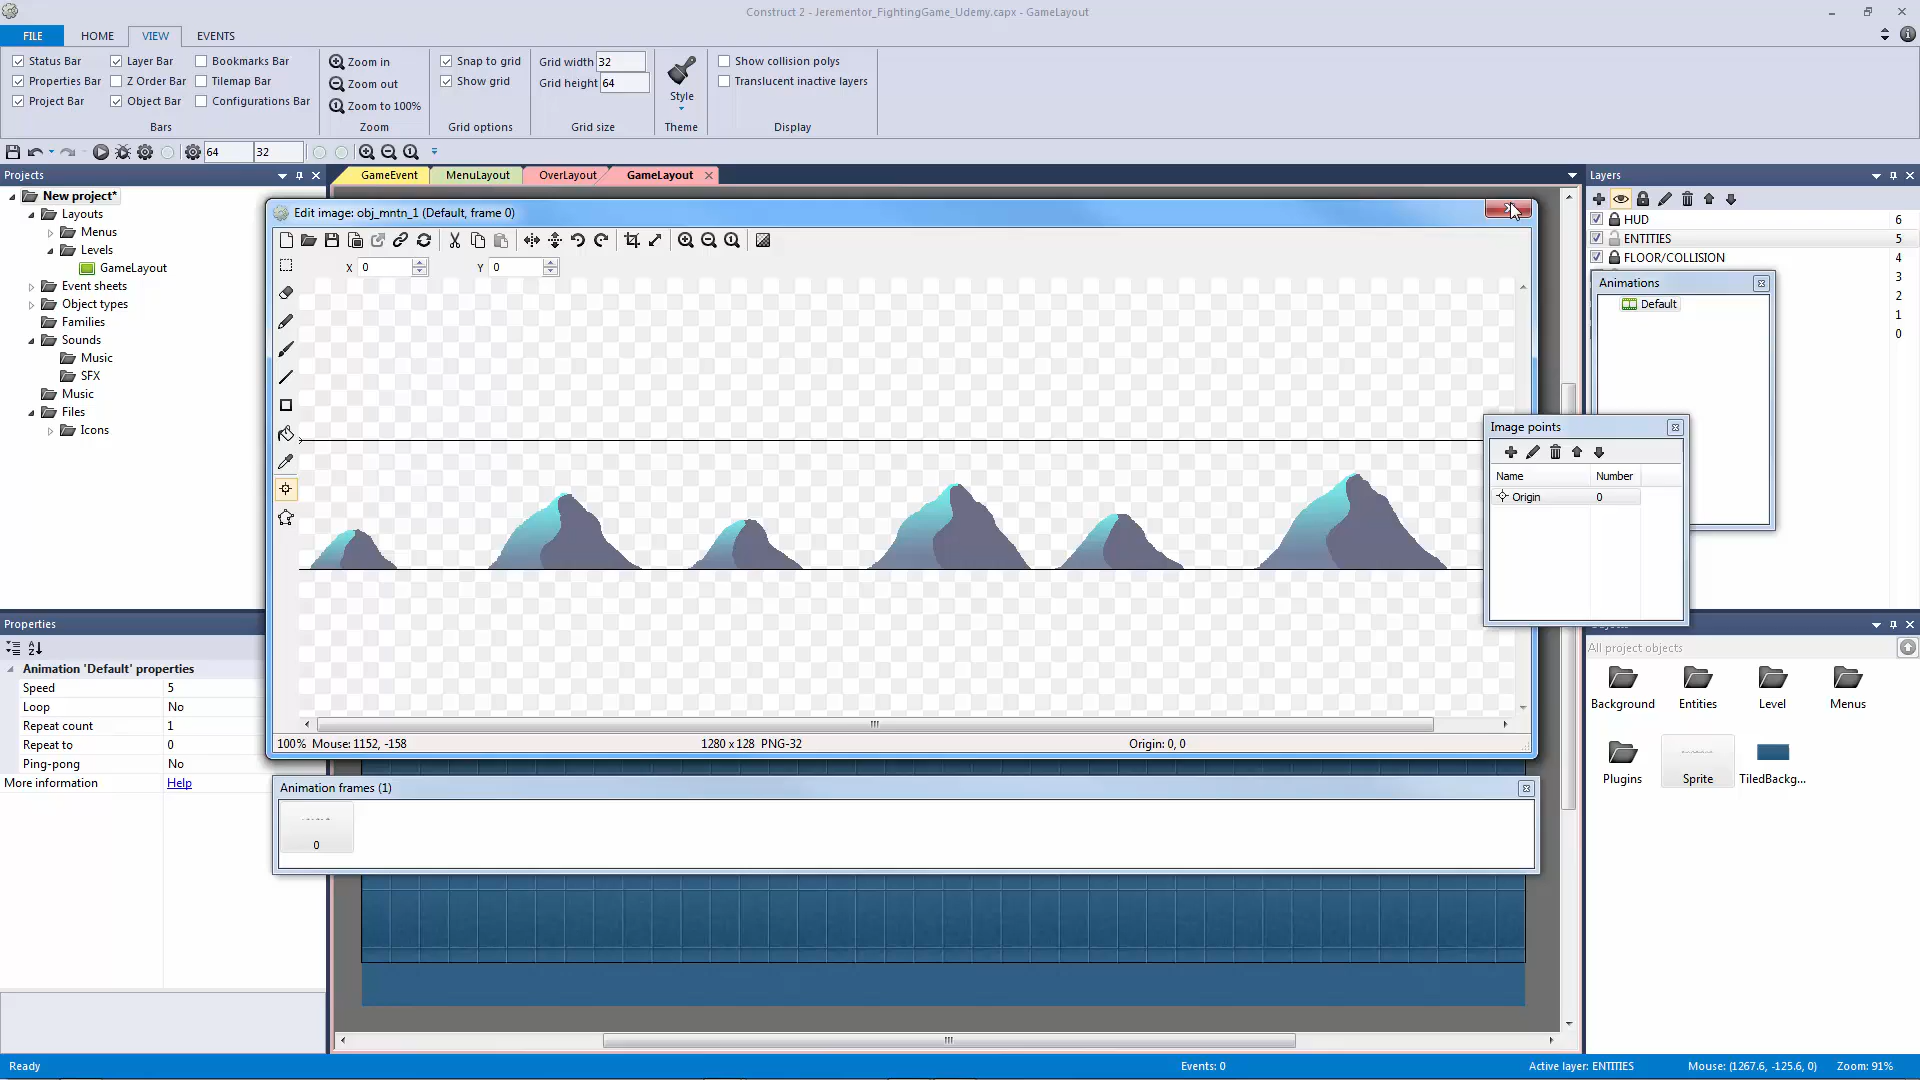 Construct 2 - Jerementor_FightingGame_Udemy.capx - GameLayout
FILE HOME VIEW EVENTS
Status Bar Layer Bar Bookmarks Bar Zoom in Snap to grid Grid width 32 Show collision polys
Properties Bar Z Order Bar Tilemap Bar Zoom out Show grid Grid height 64 Style Translucent inactive layers
Project Bar Object Bar Configurations Bar Zoom to 100%
Bars Zoom Grid options Grid size Theme Display
64 32
Projects
New project*
Layouts
Menus
Levels
GameLayout
Event sheets
Object types
Families
Sounds
Music
SFX
Music
Files
Icons
GameEvent MenuLayout OverLayout GameLayout
Edit image: obj_mntn_1 (Default, frame 0)
X 0 Y 0
100% Mouse: 1152, -158 1280 x 128 PNG-32 Origin: 0, 0
Animation frames (1)
0
Layers
HUD 6
ENTITIES 5
FLOOR/COLLISION 4
3
2
1
0
Animations
Default
Image points
Name Number
Origin 0
Properties
Animation 'Default' properties
Speed 5
Loop No
Repeat count 1
Repeat to 0
Ping-pong No
More information Help
All project objects
Background Entities Level Menus
Plugins Sprite TiledBackg...
Ready Events: 0 Active layer: ENTITIES Mouse: (1267.6, -125.6, 0) Zoom: 91%